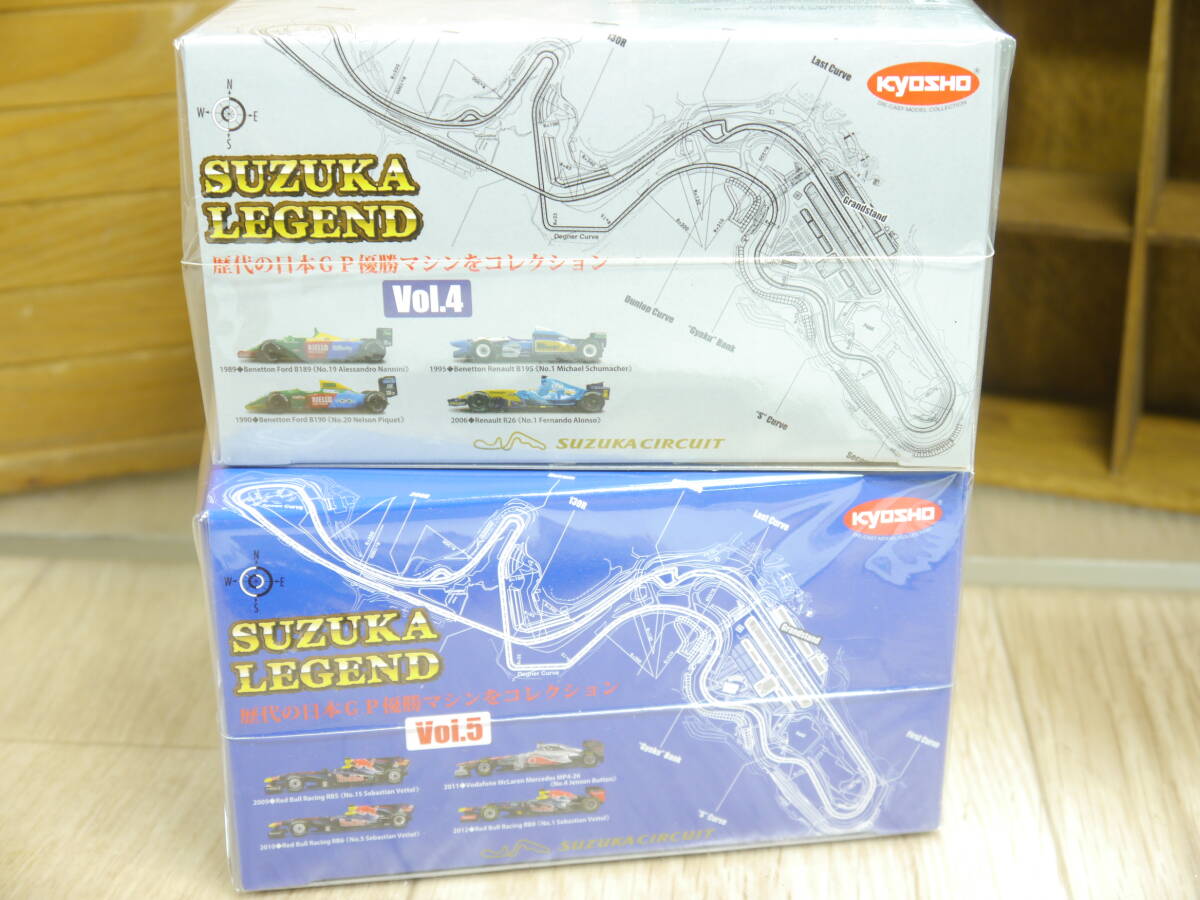 130R
Last Curve
KYOSHO
DIE-CAST MODEL COLLECTION
N
W E
S
SUZUKA
LEGEND
Grandstand
Degner Curve
歴代の日本GP優勝マシンをコレクション
Vol.4
Dunlop Curve
"Gyaku" Bank
1989◆Benetton Ford B189 (No.19 Alessandro Nannini)
1995◆Benetton Renault B195 (No.1 Michael Schumacher)
1990◆Benetton Ford B190 (No.20 Nelson Piquet)
2006◆Renault R26 (No.1 Fernando Alonso)
"S" Curve
SUZUKA CIRCUIT
130R
Last Curve
KYOSHO
N
W E
S
SUZUKA
LEGEND
Grandstand
Degner Curve
歴代の日本GP優勝マシンをコレクション
Vol.5
"Gyaku" Bank
First Curve
2009◆Red Bull Racing RB5 (No.15 Sebastian Vettel)
2011◆Vodafone McLaren Mercedes MP4-26
(No.4 Jenson Button)
2010◆Red Bull Racing RB6 (No.5 Sebastian Vettel)
2012◆Red Bull Racing RB8 (No.1 Sebastian Vettel)
"S" Curve
SUZUKA CIRCUIT